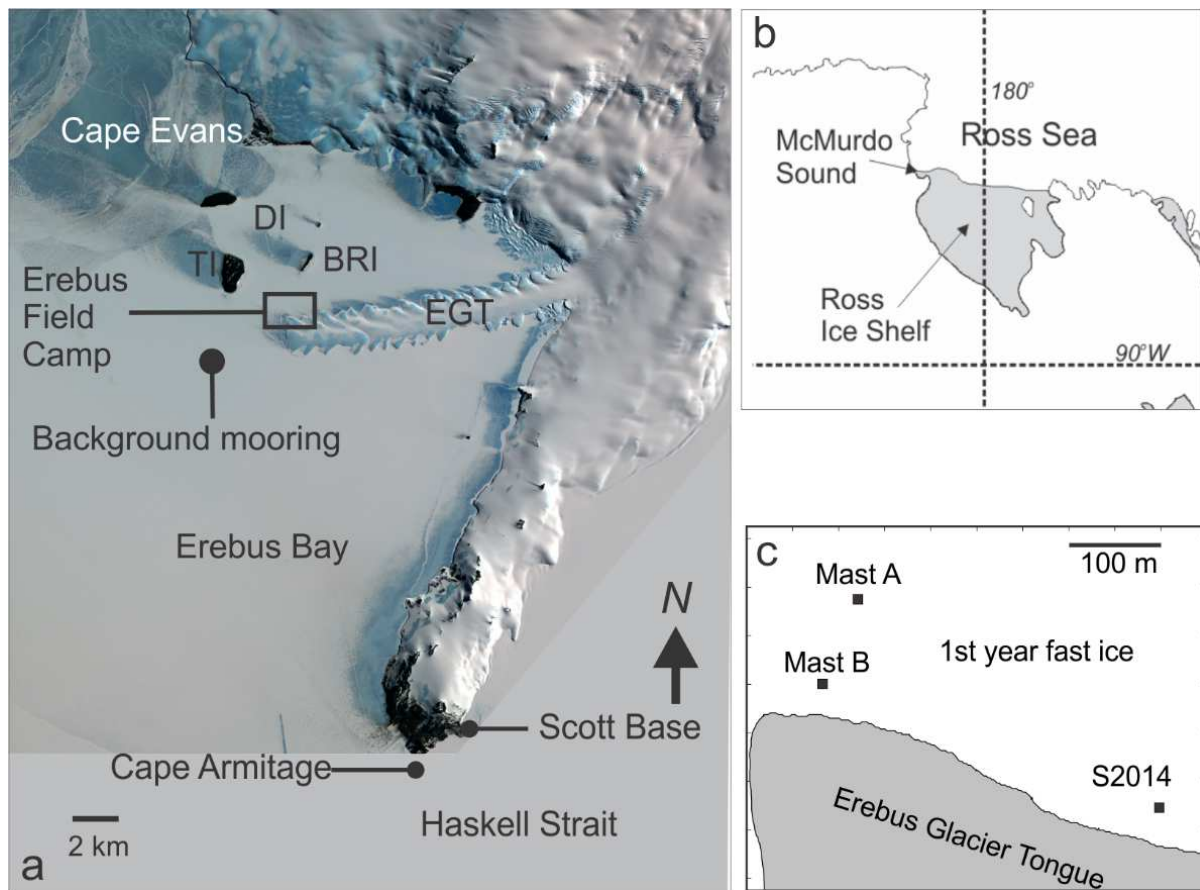 Cape Evans
DI
TI
BRI
Erebus
Field
Camp
EGT
Background mooring
Erebus Bay
N
Scott Base
Cape Armitage
Haskell Strait
2 km
a
b
180°
McMurdo
Sound
Ross Sea
Ross
Ice Shelf
90°W
c
100 m
Mast A
Mast B
1st year fast ice
S2014
Erebus Glacier Tongue